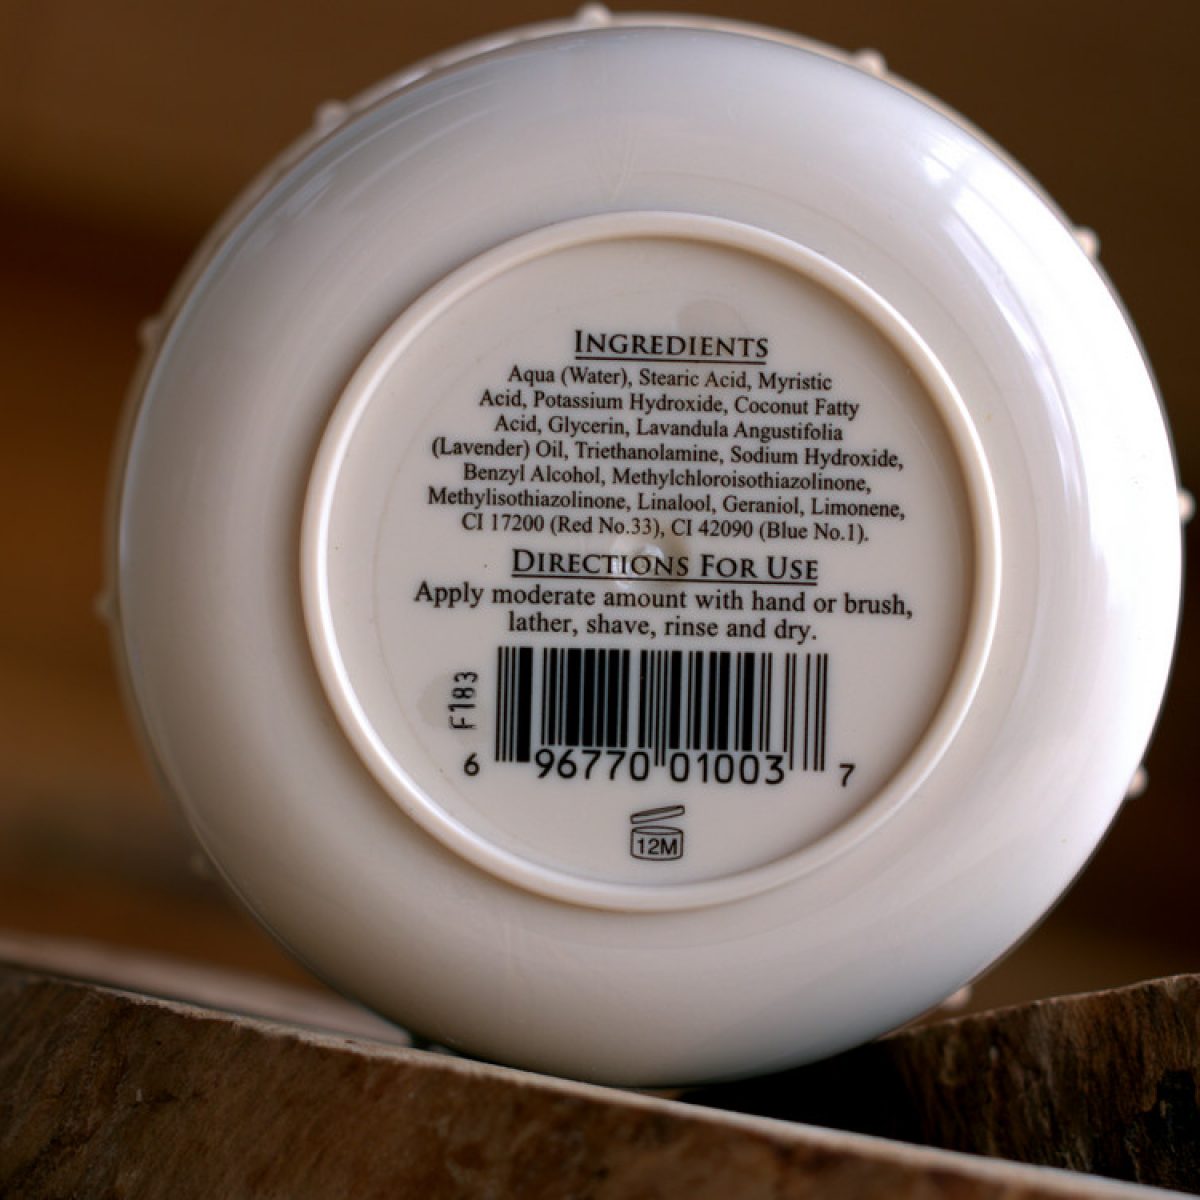 INGREDIENTS
Aqua (Water), Stearic Acid, Myristic
Acid, Potassium Hydroxide, Coconut Fatty
Acid, Glycerin, Lavandula Angustifolia
(Lavender) Oil, Triethanolamine, Sodium Hydroxide,
Benzyl Alcohol, Methylchloroisothiazolinone,
Methylisothiazolinone, Linalool, Geraniol, Limonene,
CI 17200 (Red No.33), CI 42090 (Blue No.1).
DIRECTIONS FOR USE
Apply moderate amount with hand or brush,
lather, shave, rinse and dry.
F183
6 96770 01003 7
12M